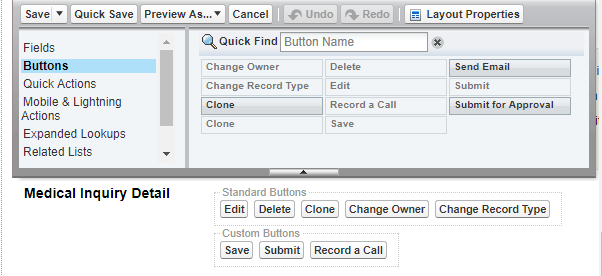 Save Quick Save Preview As... Cancel Undo Redo Layout Properties
Fields
Buttons
Quick Actions
Mobile & Lightning
Actions
Expanded Lookups
Related Lists
Quick Find Button Name
Change Owner Delete Send Email
Change Record Type Edit Submit
Clone Record a Call Submit for Approval
Clone Save
Medical Inquiry Detail
Standard Buttons
Edit Delete Clone Change Owner Change Record Type
Custom Buttons
Save Submit Record a Call